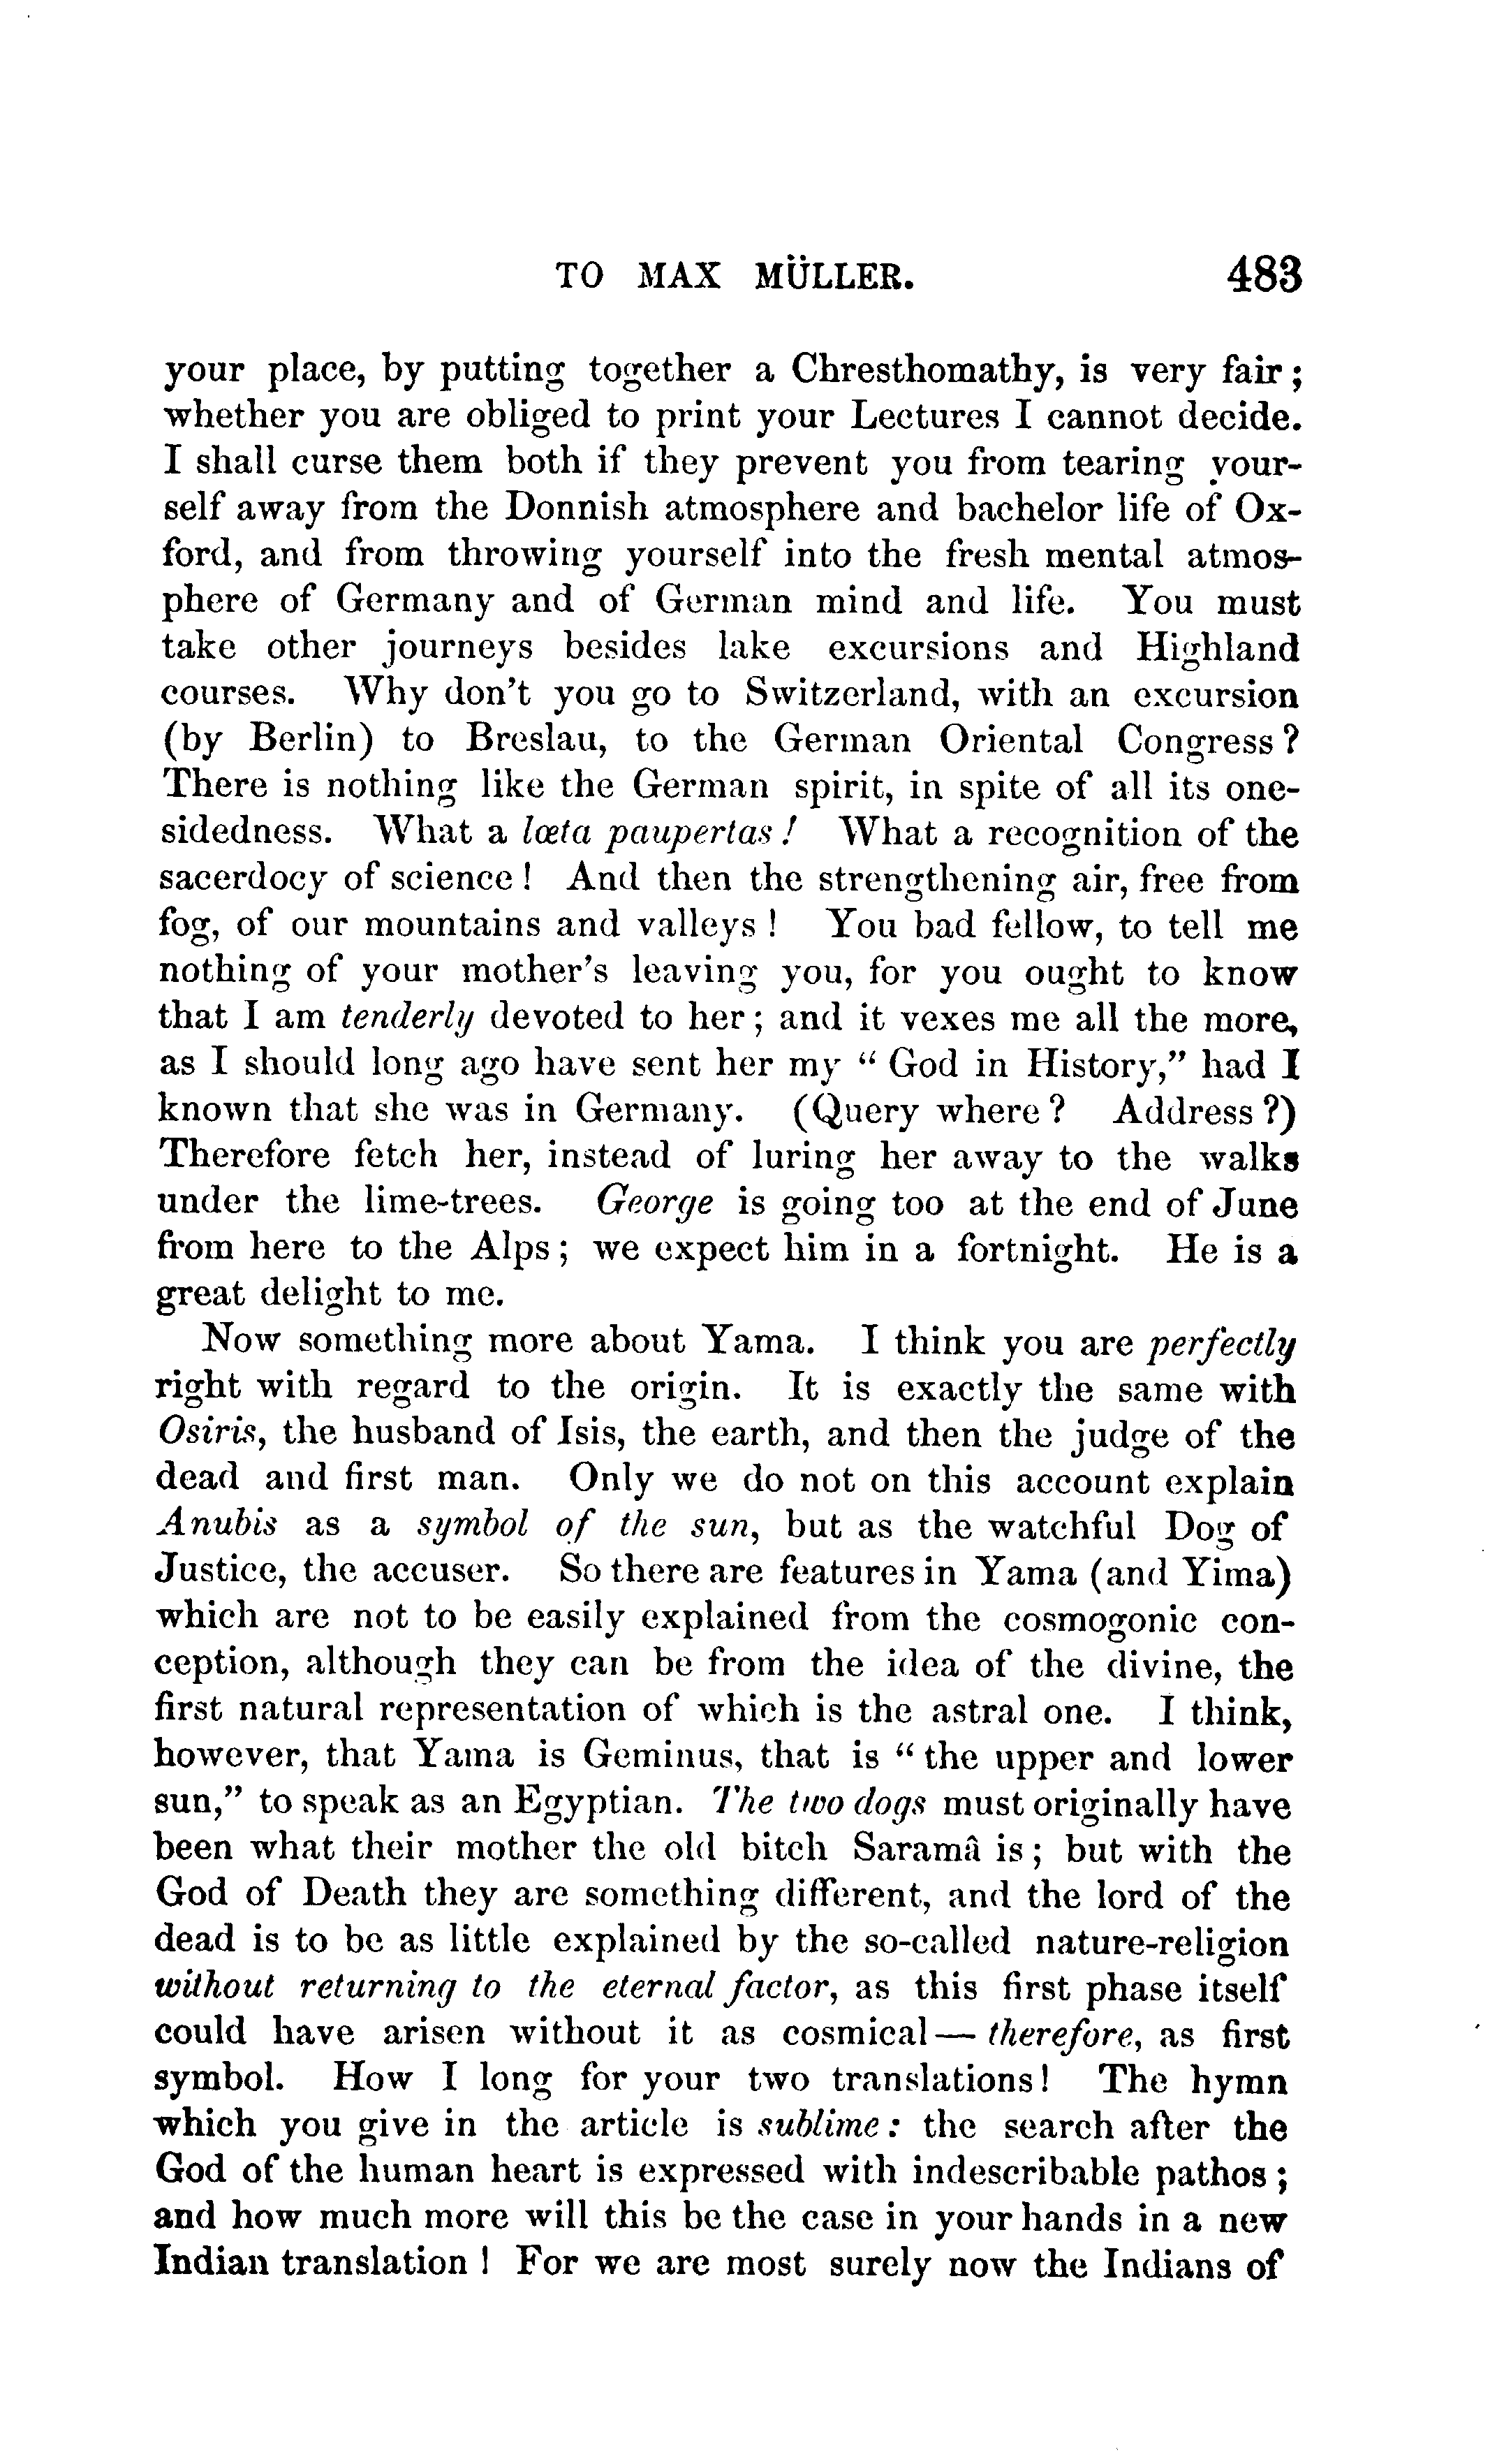 TO MAX MÜLLER. 483
your place, by putting together a Chresthomathy, is very fair;
whether you are obliged to print your Lectures I cannot decide.
I shall curse them both if they prevent you from tearing your-
self away from the Donnish atmosphere and bachelor life of Ox-
ford, and from throwing yourself into the fresh mental atmos-
phere of Germany and of German mind and life. You must
take other journeys besides lake excursions and Highland
courses. Why don't you go to Switzerland, with an excursion
(by Berlin) to Breslau, to the German Oriental Congress?
There is nothing like the German spirit, in spite of all its one-
sidedness. What a lœta paupertas! What a recognition of the
sacerdocy of science! And then the strengthening air, free from
fog, of our mountains and valleys! You bad fellow, to tell me
nothing of your mother's leaving you, for you ought to know
that I am tenderly devoted to her; and it vexes me all the more,
as I should long ago have sent her my "God in History," had I
known that she was in Germany. (Query where? Address?)
Therefore fetch her, instead of luring her away to the walks
under the lime-trees. George is going too at the end of June
from here to the Alps; we expect him in a fortnight. He is a
great delight to me.
Now something more about Yama. I think you are perfectly
right with regard to the origin. It is exactly the same with
Osiris, the husband of Isis, the earth, and then the judge of the
dead and first man. Only we do not on this account explain
Anubis as a symbol of the sun, but as the watchful Dog of
Justice, the accuser. So there are features in Yama (and Yima)
which are not to be easily explained from the cosmogonic con-
ception, although they can be from the idea of the divine, the
first natural representation of which is the astral one. I think,
however, that Yama is Geminus, that is "the upper and lower
sun," to speak as an Egyptian. The two dogs must originally have
been what their mother the old bitch Saramâ is; but with the
God of Death they are something different, and the lord of the
dead is to be as little explained by the so-called nature-religion
without returning to the eternal factor, as this first phase itself
could have arisen without it as cosmical— therefore, as first
symbol. How I long for your two translations! The hymn
which you give in the article is sublime: the search after the
God of the human heart is expressed with indescribable pathos;
and how much more will this be the case in your hands in a new
Indian translation! For we are most surely now the Indians of